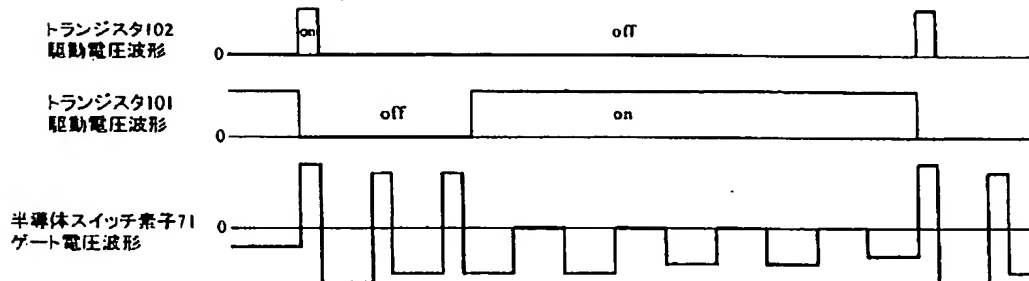 トランジスタ102
駆動電圧波形
0
on
off
トランジスタ101
駆動電圧波形
0
off
on
半導体スイッチ素子71
ゲート電圧波形
0